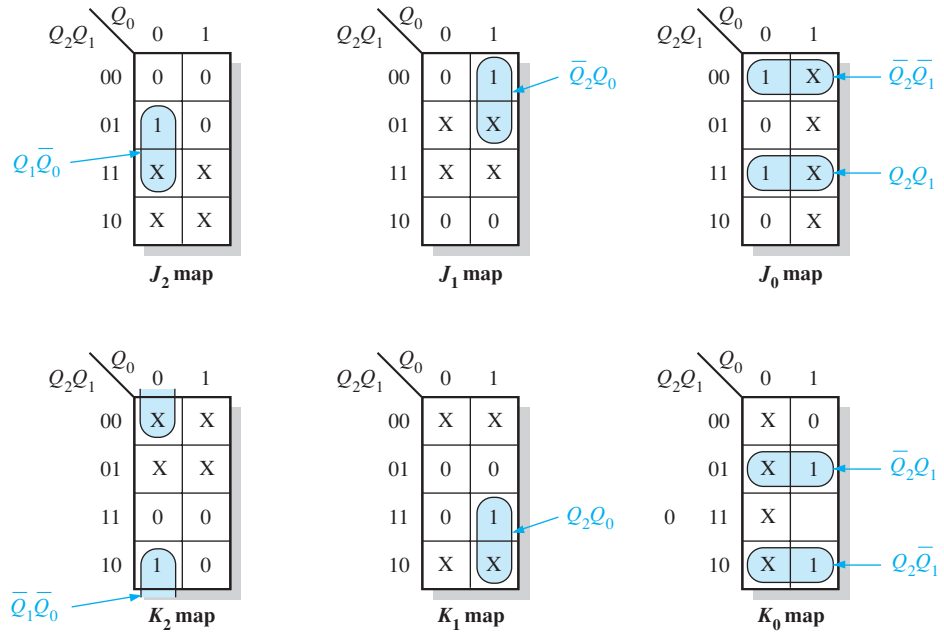 Q₀ Q₀ Q₀
Q₂Q₁ 0 1 Q₂Q₁ 0 1 Q₂Q₁ 0 1
00 0 0 00 0 1 Q̅₂Q₀ 00 1 X Q̅₂Q̅₁
01 1 0 01 X X 01 0 X
Q₁Q̅₀ 11 X X 11 X X 11 1 X Q₂Q₁
10 X X 10 0 0 10 0 X
J₂ map J₁ map J₀ map
Q₀ Q₀ Q₀
Q₂Q₁ 0 1 Q₂Q₁ 0 1 Q₂Q₁ 0 1
00 X X 00 X X 00 X 0
01 X X 01 0 0 01 X 1 Q̅₂Q₁
11 0 0 11 0 1 Q₂Q₀ 0 11 X
10 1 0 10 X X 10 X 1 Q₂Q̅₁
Q̅₁Q̅₀ K₂ map K₁ map K₀ map